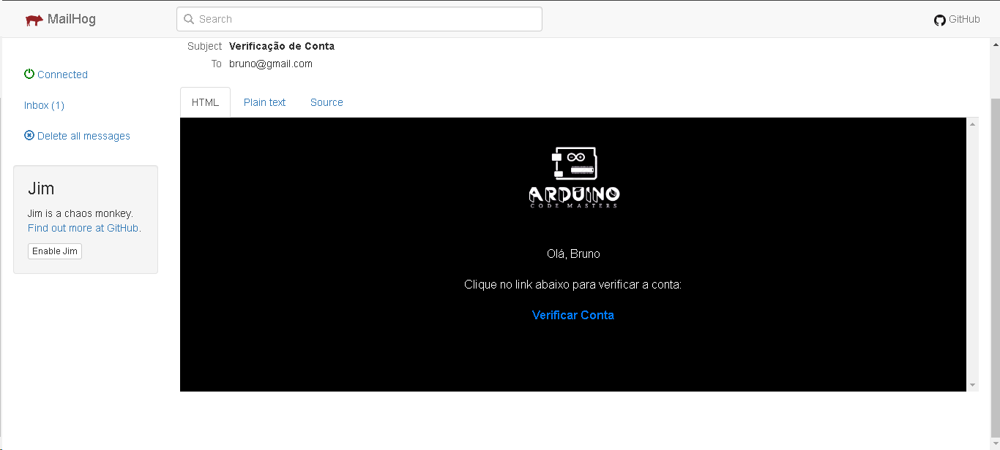 MailHog
Search
GitHub
Subject Verificação de Conta
To bruno@gmail.com
Connected
Inbox (1)
Delete all messages
Jim
Jim is a chaos monkey.
Find out more at GitHub.
Enable Jim
HTML Plain text Source
ARDUINO
CODE MASTERS
Olá, Bruno
Clique no link abaixo para verificar a conta:
Verificar Conta